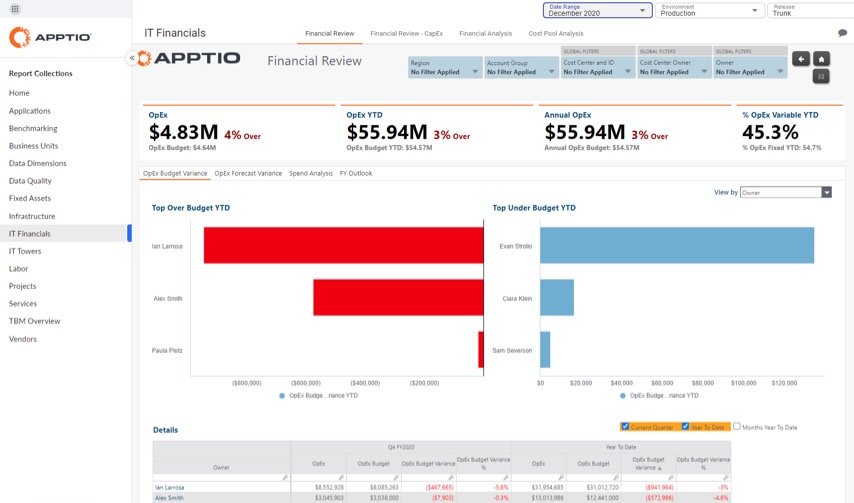 Date Range
December 2020
Environment
Production
Release
Trunk
APPTIO
IT Financials
Financial Review
Financial Review - CapEx
Financial Analysis
Cost Pool Analysis
APPTIO
Financial Review
Region
No Filter Applied
Account Group
No Filter Applied
GLOBAL FILTERS
Cost Center and ID
No Filter Applied
GLOBAL FILTERS
Cost Center Owner
No Filter Applied
GLOBAL FILTERS
Owner
No Filter Applied
Report Collections
Home
Applications
Benchmarking
Business Units
Data Dimensions
Data Quality
Fixed Assets
Infrastructure
IT Financials
IT Towers
Labor
Projects
Services
TBM Overview
Vendors
OpEx
$4.83M 4% Over
OpEx Budget: $4.64M
OpEx YTD
$55.94M 3% Over
OpEx Budget YTD: $54.57M
Annual OpEx
$55.94M 3% Over
Annual OpEx Budget: $54.57M
% OpEx Variable YTD
45.3%
% OpEx Fixed YTD: 54.7%
OpEx Budget Variance
OpEx Forecast Variance
Spend Analysis
FY Outlook
View by Owner
Top Over Budget YTD
Ian Larrosa
Alex Smith
Paula Pletz
($800,000) ($600,000) ($400,000) ($200,000)
OpEx Budge...riance YTD
Top Under Budget YTD
Evan Strollo
Ciara Klein
Sam Severson
$0 $20,000 $40,000 $60,000 $80,000 $100,000 $120,000
OpEx Budge...riance YTD
Details
Current Quarter
Year To Date
Months Year To Date
Q4 FY2020
Year To Date
Owner
OpEx
OpEx Budget
OpEx Budget Variance
OpEx Budget Variance %
OpEx
OpEx Budget
OpEx Budget Variance
OpEx Budget Variance %
Ian Larrosa $8,552,928 $8,085,263 ($467,665) -5.8% $31,954,685 $31,012,720 ($941,964) -3%
Alex Smith $3,045,903 $3,038,000 ($7,903) -0.3% $13,013,986 $12,441,000 ($572,986) -4.6%